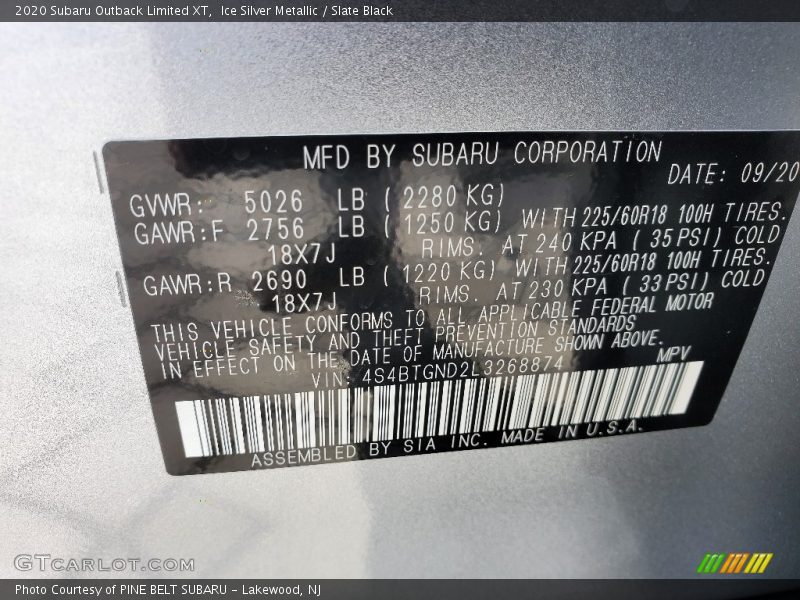 2020 Subaru Outback Limited XT,  Ice Silver Metallic / Slate Black
MFD BY SUBARU CORPORATION
DATE: 09/20
GVWR: 5026 LB ( 2280 KG)
GAWR:F 2756 LB ( 1250 KG) WITH 225/60R18 100H TIRES.
18X7J RIMS. AT 240 KPA ( 35 PSI) COLD
GAWR:R 2690 LB ( 1220 KG) WITH 225/60R18 100H TIRES.
18X7J RIMS. AT 230 KPA ( 33 PSI) COLD
THIS VEHICLE CONFORMS TO ALL APPLICABLE FEDERAL MOTOR
VEHICLE SAFETY AND THEFT PREVENTION STANDARDS
IN EFFECT ON THE DATE OF MANUFACTURE SHOWN ABOVE.
VIN: 4S4BTGND2L3268874 MPV
ASSEMBLED BY SIA INC. MADE IN U.S.A.
GTCARLOT.COM
Photo Courtesy of PINE BELT SUBARU - Lakewood, NJ